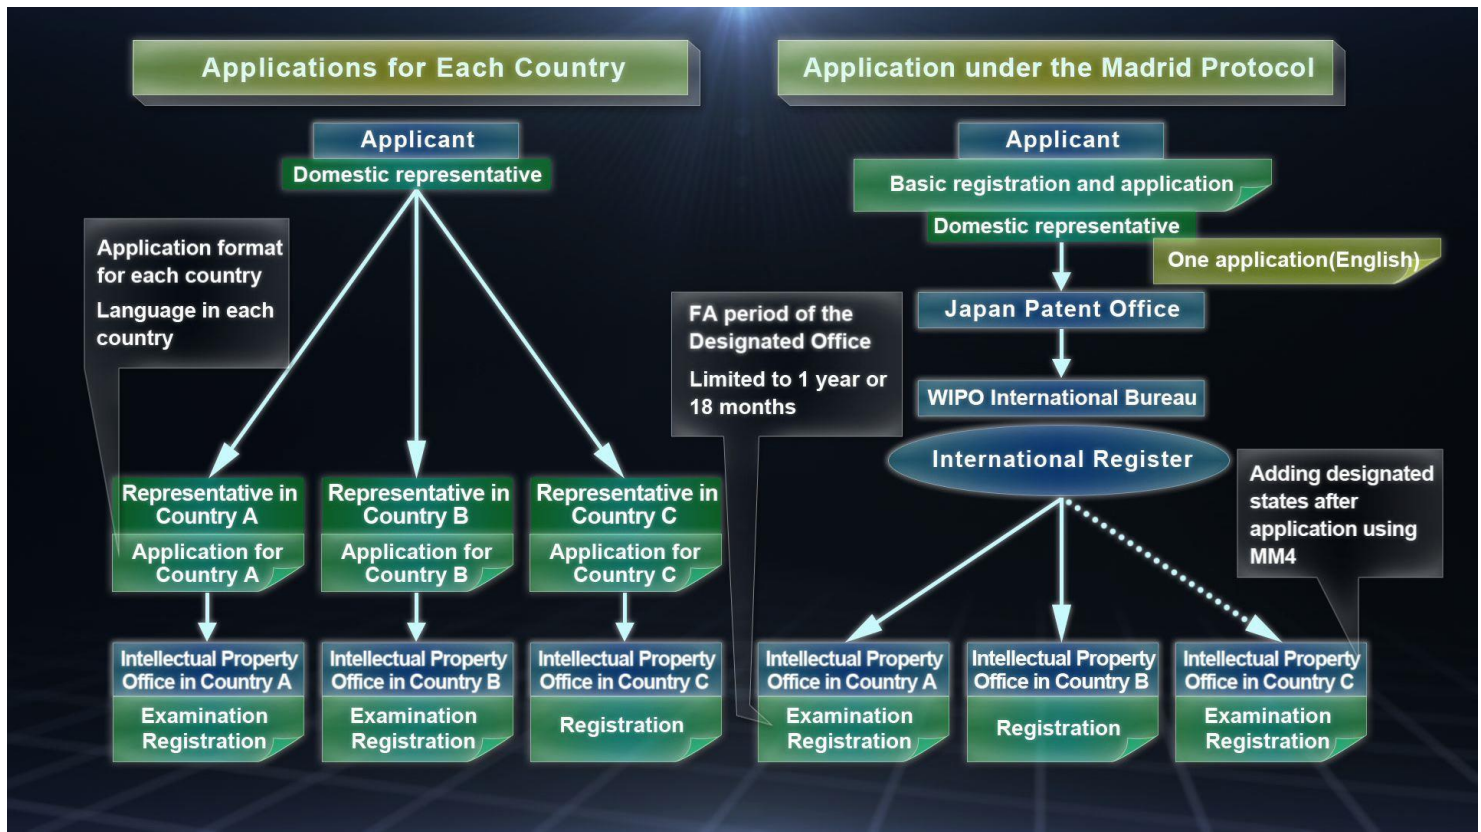 Applications for Each Country
Applicant
Domestic representative
Application format
for each country
Language in each
country
Representative in
Country A
Application for
Country A
Representative in
Country B
Application for
Country B
Representative in
Country C
Application for
Country C
Intellectual Property
Office in Country A
Examination
Registration
Intellectual Property
Office in Country B
Examination
Registration
Intellectual Property
Office in Country C
Registration
Application under the Madrid Protocol
Applicant
Basic registration and application
Domestic representative
One application(English)
Japan Patent Office
FA period of the
Designated Office
Limited to 1 year or
18 months
WIPO International Bureau
International Register
Adding designated
states after
application using
MM4
Intellectual Property
Office in Country A
Examination
Registration
Intellectual Property
Office in Country B
Registration
Intellectual Property
Office in Country C
Examination
Registration